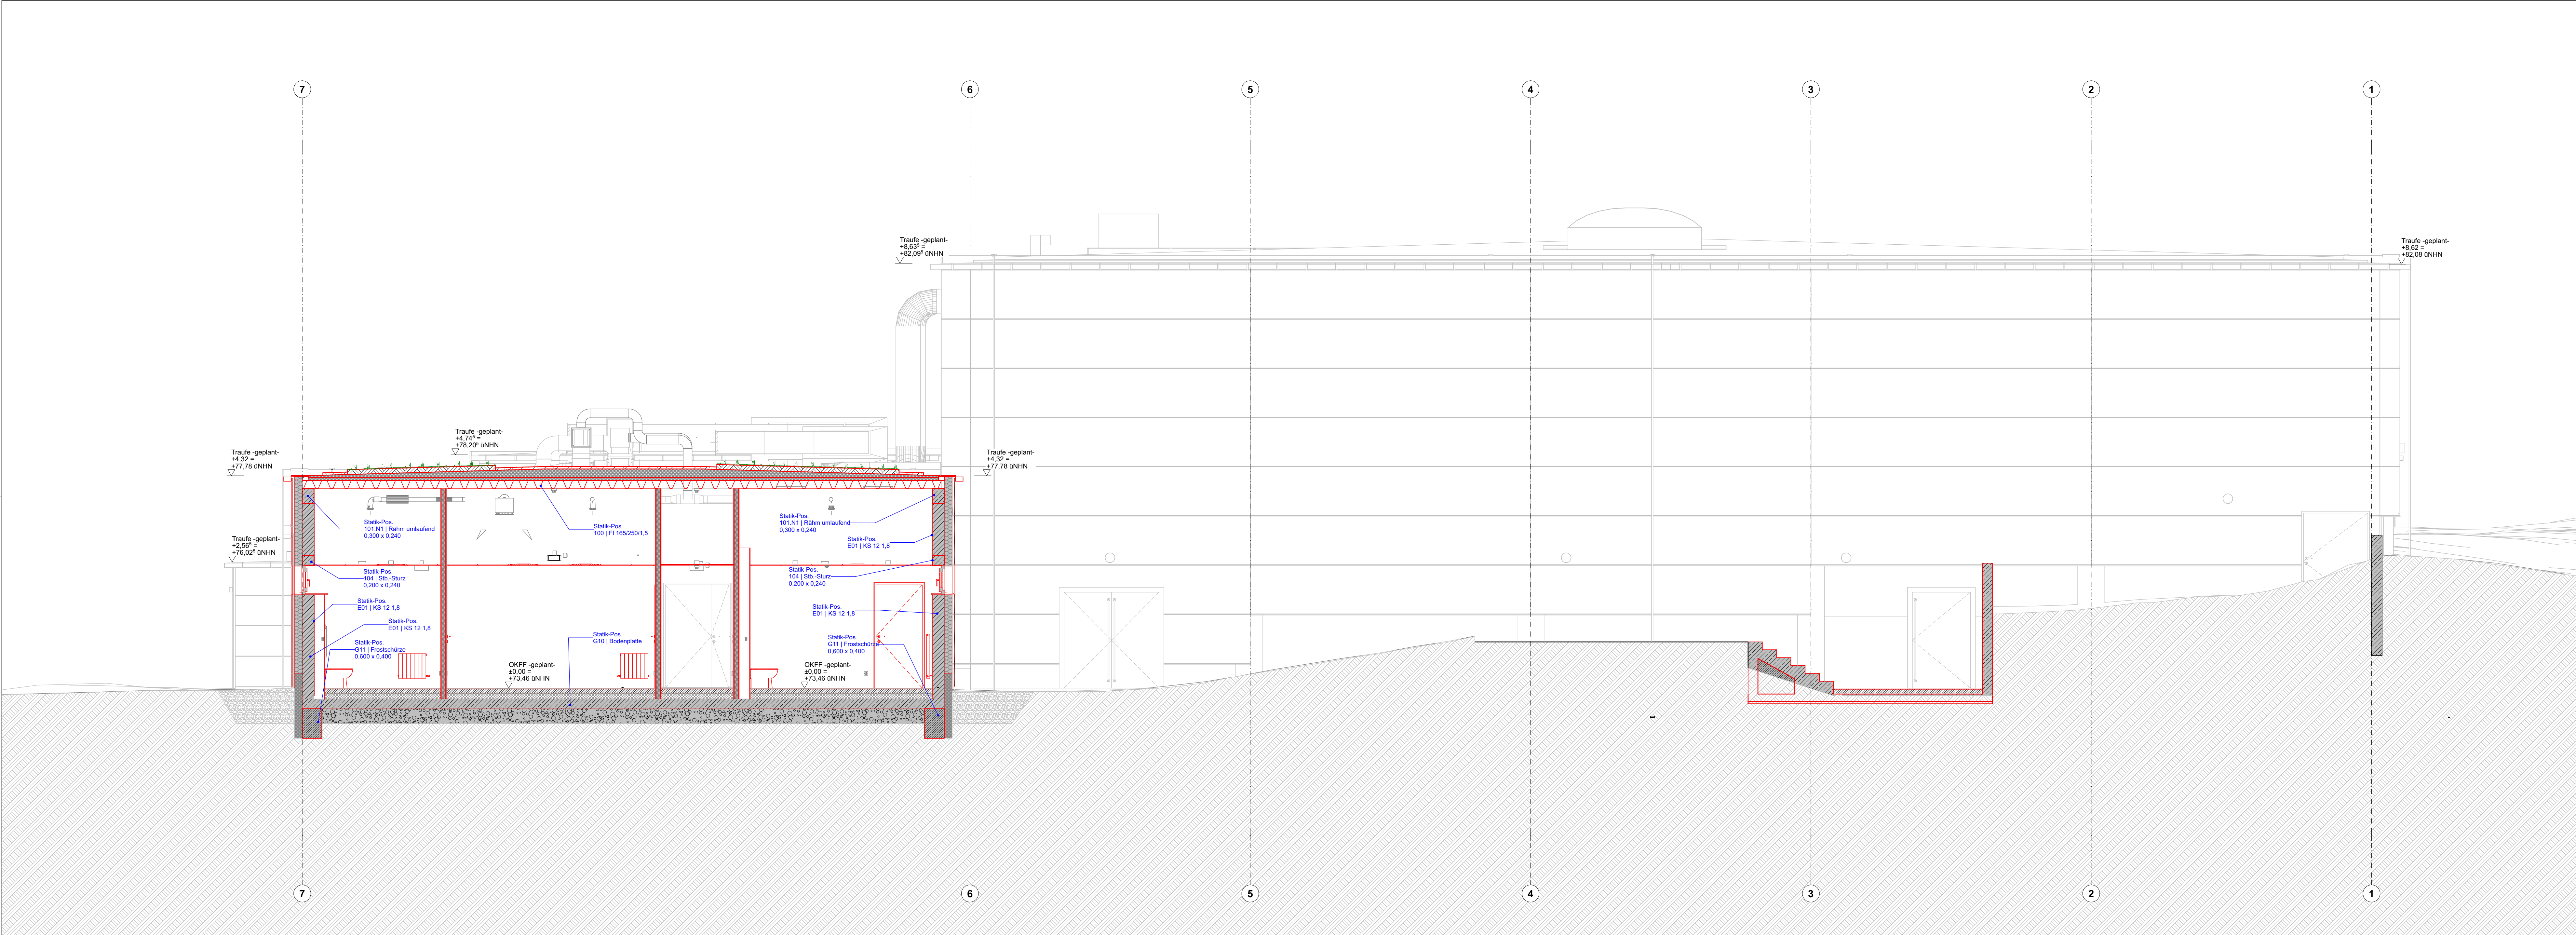 7
6
5
4
3
2
1
Traufe -geplant-
+8,63⁵ =
+82,09⁵ üNHN
Traufe -geplant-
+8,62 =
+82,08 üNHN
Traufe -geplant-
+4,74⁵ =
+78,20⁵ üNHN
Traufe -geplant-
+4,32 =
+77,78 üNHN
Traufe -geplant-
+4,32 =
+77,78 üNHN
Traufe -geplant-
+2,56⁵ =
+76,02⁵ üNHN
Statik-Pos.
101.N1 | Rähm umlaufend
0,300 x 0,240
Statik-Pos.
100 | FI 165/250/1,5
Statik-Pos.
101.N1 | Rähm umlaufend
0,300 x 0,240
Statik-Pos.
E01 | KS 12 1,8
Statik-Pos.
104 | Stb.-Sturz
0,200 x 0,240
Statik-Pos.
104 | Stb.-Sturz
0,200 x 0,240
Statik-Pos.
E01 | KS 12 1,8
Statik-Pos.
E01 | KS 12 1,8
Statik-Pos.
E01 | KS 12 1,8
Statik-Pos.
G11 | Frostschürze
0,600 x 0,400
Statik-Pos.
G10 | Bodenplatte
Statik-Pos.
G11 | Frostschürze
0,600 x 0,400
OKFF -geplant-
±0,00 =
+73,46 üNHN
OKFF -geplant-
±0,00 =
+73,46 üNHN
7
6
5
4
3
2
1